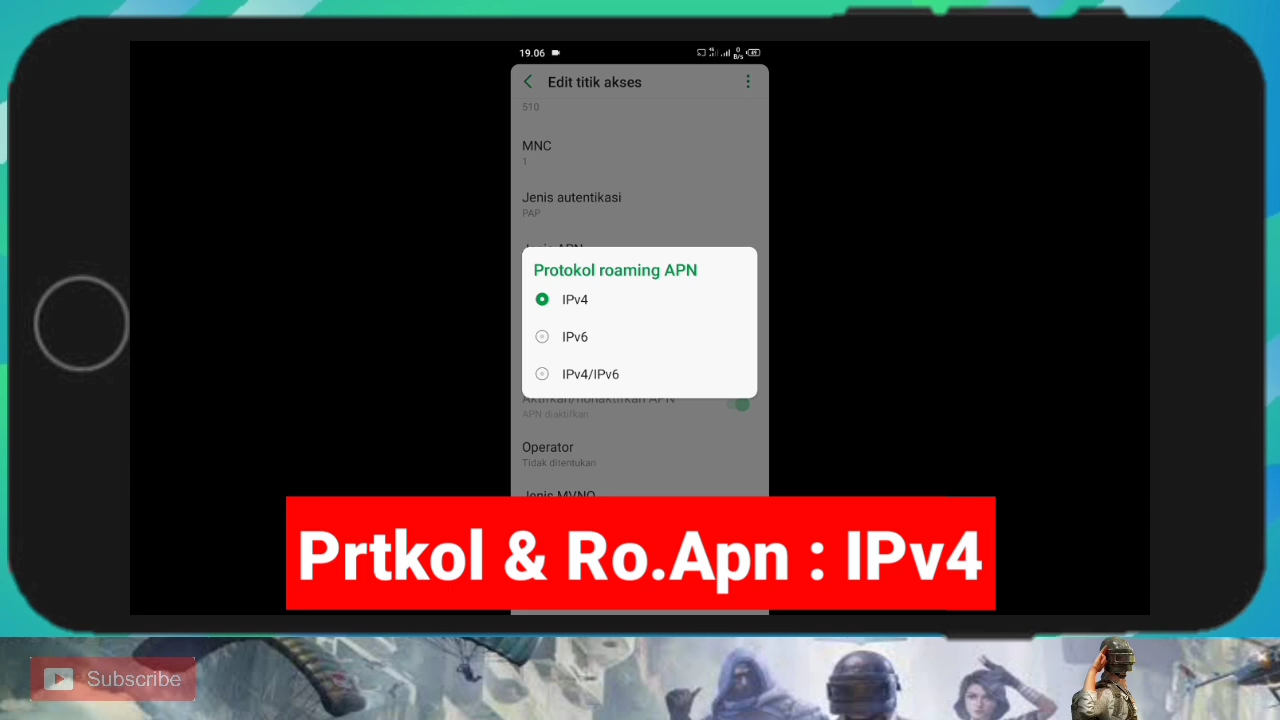 19.06
Edit titik akses
510
MNC
1
Jenis autentikasi
PAP
Jenis APN
Protokol roaming APN
IPv4
IPv6
IPv4/IPv6
Aktifkan/nonaktifkan APN
APN diaktifkan
Operator
Tidak ditentukan
Jenis MVNO
Prtkol & Ro.Apn : IPv4
Subscribe